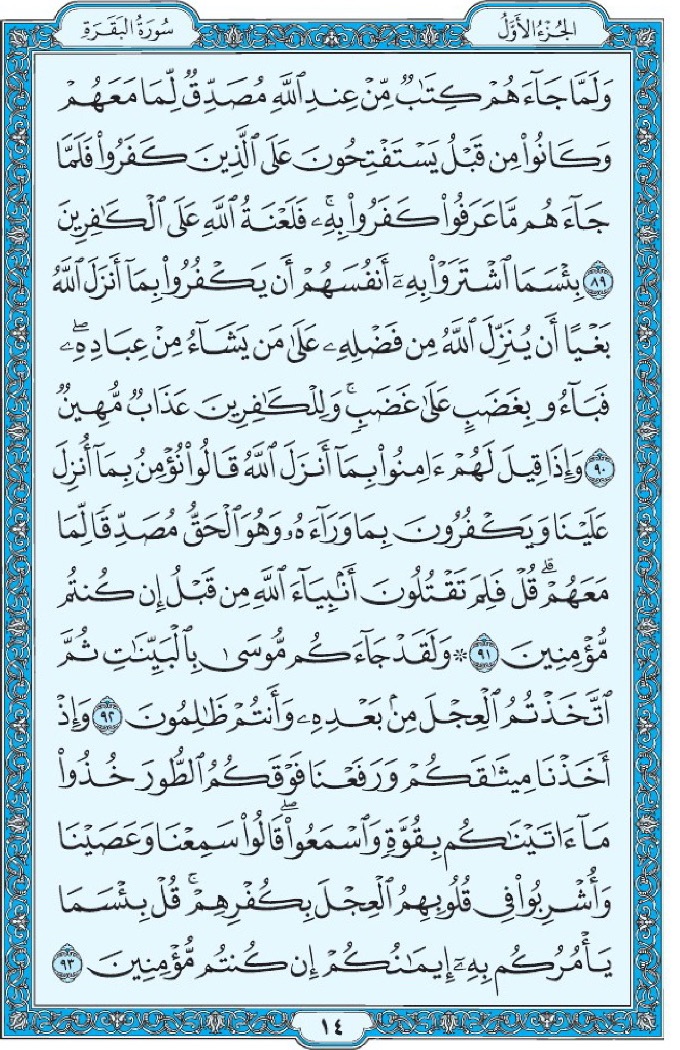 الجُزْءُ الأَوَّلُ
سُورَةُ البَقَرَةِ
وَلَمَّا جَآءَهُمْ كِتَٰبٌ مِّنْ عِندِ ٱللَّهِ مُصَدِّقٌ لِّمَا مَعَهُمْ
وَكَانُوا۟ مِن قَبْلُ يَسْتَفْتِحُونَ عَلَى ٱلَّذِينَ كَفَرُوا۟ فَلَمَّا
جَآءَهُم مَّا عَرَفُوا۟ كَفَرُوا۟ بِهِۦۚ فَلَعْنَةُ ٱللَّهِ عَلَى ٱلْكَٰفِرِينَ
٨٩ بِئْسَمَا ٱشْتَرَوْا۟ بِهِۦٓ أَنفُسَهُمْ أَن يَكْفُرُوا۟ بِمَآ أَنزَلَ ٱللَّهُ
بَغْيًا أَن يُنَزِّلَ ٱللَّهُ مِن فَضْلِهِۦ عَلَىٰ مَن يَشَآءُ مِنْ عِبَادِهِۦۖ
فَبَآءُو بِغَضَبٍ عَلَىٰ غَضَبٍۚ وَلِلْكَٰفِرِينَ عَذَابٌ مُّهِينٌ
٩٠ وَإِذَا قِيلَ لَهُمْ ءَامِنُوا۟ بِمَآ أَنزَلَ ٱللَّهُ قَالُوا۟ نُؤْمِنُ بِمَآ أُنزِلَ
عَلَيْنَا وَيَكْفُرُونَ بِمَا وَرَآءَهُۥ وَهُوَ ٱلْحَقُّ مُصَدِّقًا لِّمَا
مَعَهُمْۗ قُلْ فَلِمَ تَقْتُلُونَ أَنۢبِيَآءَ ٱللَّهِ مِن قَبْلُ إِن كُنتُم
مُّؤْمِنِينَ ٩١ ۞ وَلَقَدْ جَآءَكُم مُّوسَىٰ بِٱلْبَيِّنَٰتِ ثُمَّ
ٱتَّخَذْتُمُ ٱلْعِجْلَ مِنۢ بَعْدِهِۦ وَأَنتُمْ ظَٰلِمُونَ ٩٢ وَإِذْ
أَخَذْنَا مِيثَٰقَكُمْ وَرَفَعْنَا فَوْقَكُمُ ٱلطُّورَ خُذُوا۟
مَآ ءَاتَيْنَٰكُم بِقُوَّةٍ وَٱسْمَعُوا۟ۖ قَالُوا۟ سَمِعْنَا وَعَصَيْنَا
وَأُشْرِبُوا۟ فِى قُلُوبِهِمُ ٱلْعِجْلَ بِكُفْرِهِمْۚ قُلْ بِئْسَمَا
يَأْمُرُكُم بِهِۦٓ إِيمَٰنُكُمْ إِن كُنتُم مُّؤْمِنِينَ ٩٣
١٤